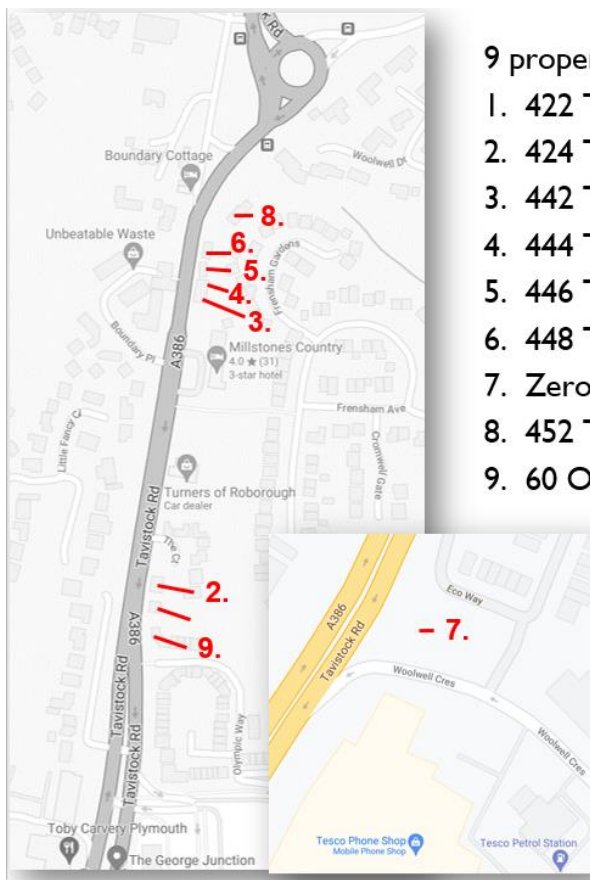 Rd
Boundary Cottage
Woolwell Dr
8.
Unbeatable Waste
6.
5.
Frensham Gardens
4.
3.
Boundary Pl
A386
Millstones Country
4.0 ★ (31)
3-star hotel
Frensham Ave
Little Fancy Cl
Cromwell Gate
Turners of Roborough
Car dealer
Tavistock Rd
The Ct
2.
A386
9.
Tavistock Rd
Tavistock Rd
Olympic Way
Toby Carvery Plymouth
The George Junction
9 proper
1. 422 T
2. 424 T
3. 442 T
4. 444 T
5. 446 T
6. 448 T
7. Zero
8. 452 T
9. 60 O
A386
Eco Way
7.
Tavistock Rd
Woolwell Cres
Woolwell Cres
Tesco Phone Shop
Mobile Phone Shop
Tesco Petrol Station